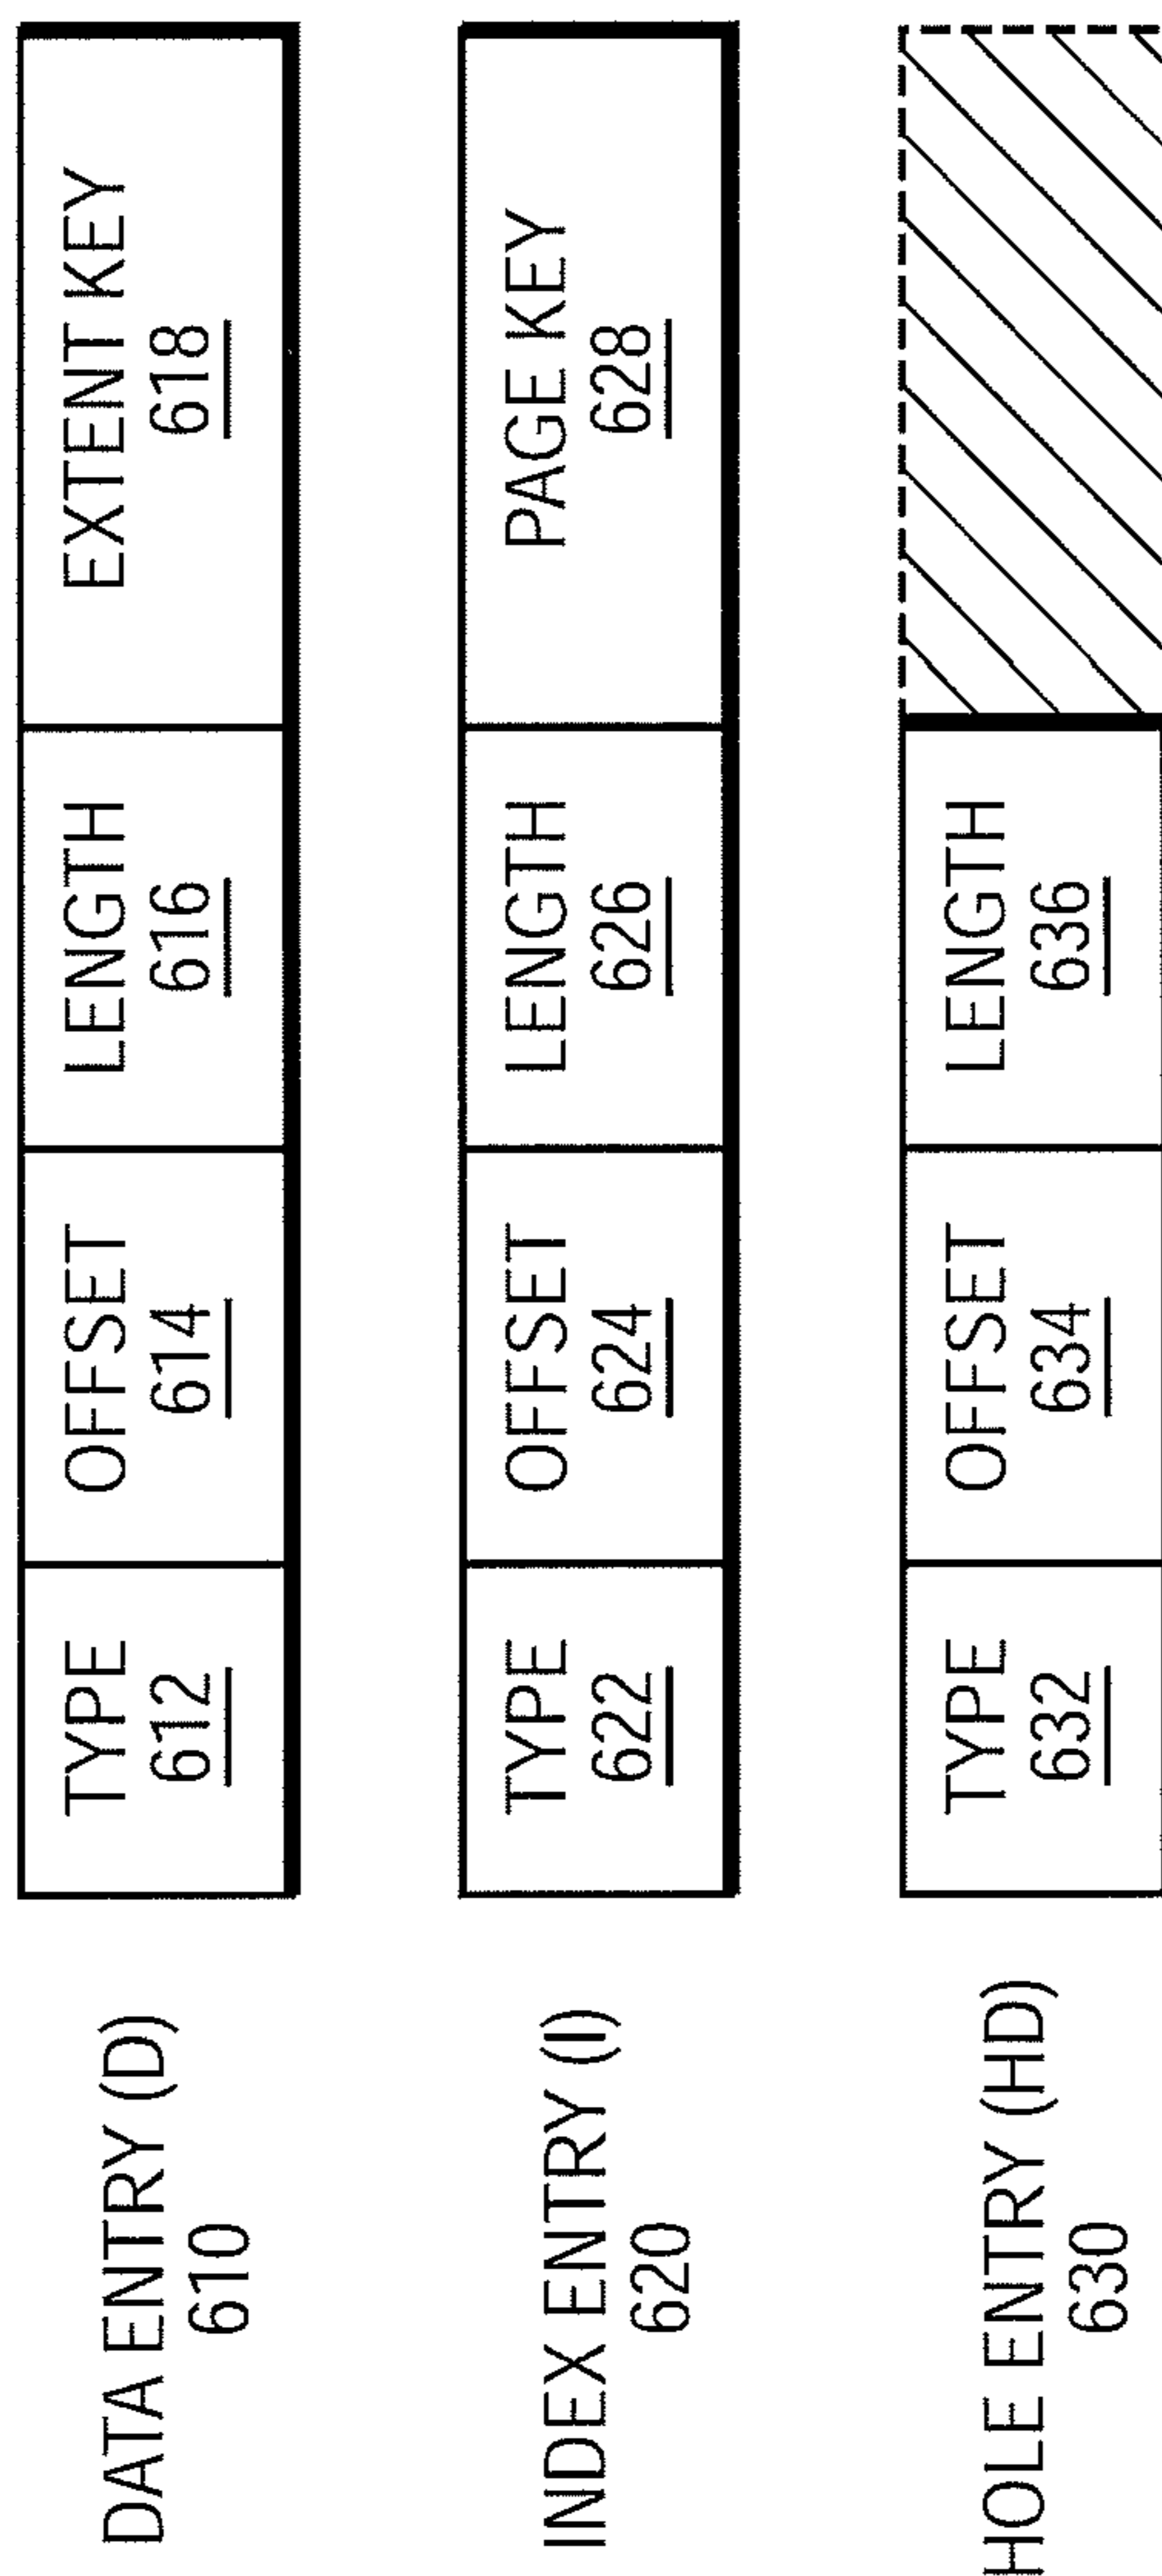 DATA ENTRY (D)
610
TYPE
612
OFFSET
614
LENGTH
616
EXTENT KEY
618
INDEX ENTRY (I)
620
TYPE
622
OFFSET
624
LENGTH
626
PAGE KEY
628
HOLE ENTRY (HD)
630
TYPE
632
OFFSET
634
LENGTH
636